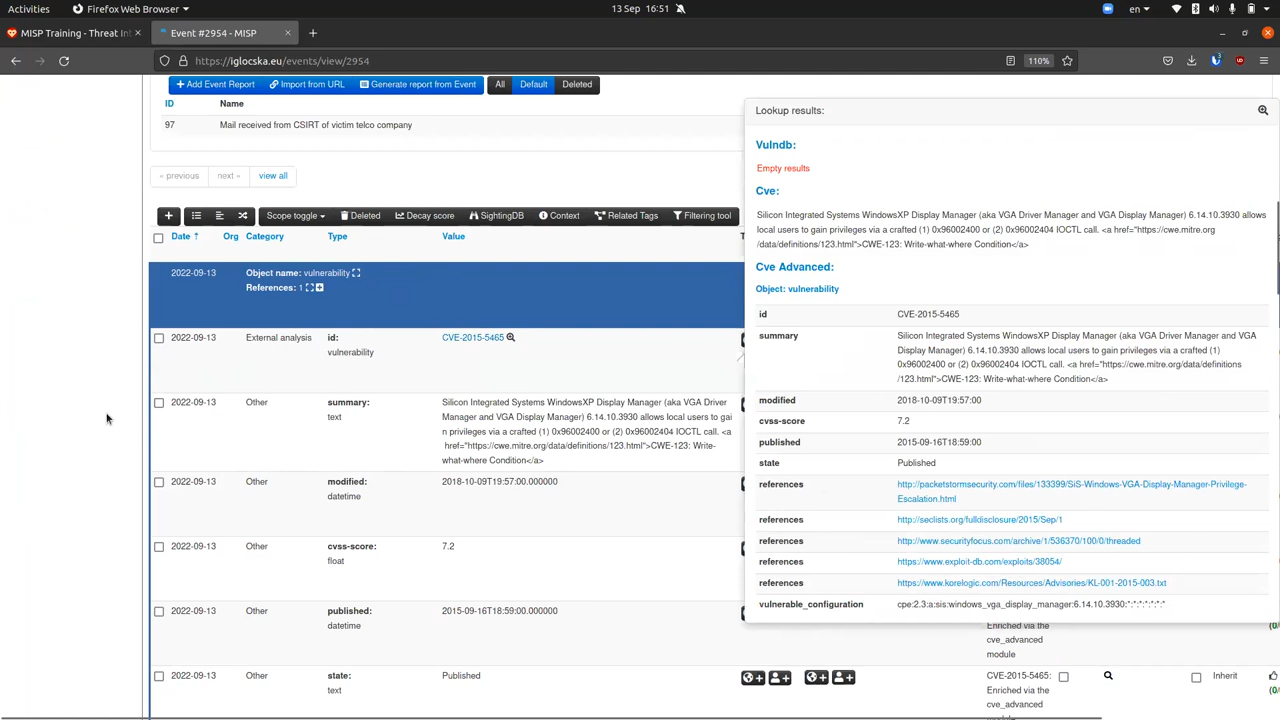 Activities Firefox Web Browser 13 Sep 16:51 en
MISP Training - Threat In × Event #2954 - MISP × +
https://iglocska.eu/events/view/2954 110%
+ Add Event Report Import from URL Generate report from Event All Default Deleted
ID Name
97 Mail received from CSIRT of victim telco company
« previous next » view all
+ Scope toggle Deleted Decay score SightingDB Context Related Tags Filtering tool
Date Org Category Type Value T
2022-09-13 Object name: vulnerability
References: 1
2022-09-13 External analysis id: CVE-2015-5465
vulnerability
2022-09-13 Other summary: Silicon Integrated Systems WindowsXP Display Manager (aka VGA Driver
text Manager and VGA Display Manager) 6.14.10.3930 allows local users to gai
n privileges via a crafted (1) 0x96002400 or (2) 0x96002404 IOCTL call. <a
href="https://cwe.mitre.org/data/definitions/123.html">CWE-123: Write-
what-where Condition</a>
2022-09-13 Other modified: 2018-10-09T19:57:00.000000
datetime
2022-09-13 Other cvss-score: 7.2
float
2022-09-13 Other published: 2015-09-16T18:59:00.000000
datetime
2022-09-13 Other state: Published
text
Lookup results:
Vulndb:
Empty results
Cve:
Silicon Integrated Systems WindowsXP Display Manager (aka VGA Driver Manager and VGA Display Manager) 6.14.10.3930 allows
local users to gain privileges via a crafted (1) 0x96002400 or (2) 0x96002404 IOCTL call. <a href="https://cwe.mitre.org
/data/definitions/123.html">CWE-123: Write-what-where Condition</a>
Cve Advanced:
Object: vulnerability
id CVE-2015-5465
summary Silicon Integrated Systems WindowsXP Display Manager (aka VGA Driver Manager and VGA
Display Manager) 6.14.10.3930 allows local users to gain privileges via a crafted (1)
0x96002400 or (2) 0x96002404 IOCTL call. <a href="https://cwe.mitre.org/data/definitions
/123.html">CWE-123: Write-what-where Condition</a>
modified 2018-10-09T19:57:00
cvss-score 7.2
published 2015-09-16T18:59:00
state Published
references http://packetstormsecurity.com/files/133399/SiS-Windows-VGA-Display-Manager-Privilege-
Escalation.html
references http://seclists.org/fulldisclosure/2015/Sep/1
references http://www.securityfocus.com/archive/1/536370/100/0/threaded
references https://www.exploit-db.com/exploits/38054/
references https://www.korelogic.com/Resources/Advisories/KL-001-2015-003.txt
vulnerable_configuration cpe:2.3:a:sis:windows_vga_display_manager:6.14.10.3930:*:*:*:*:*:*:*
Enriched via the
cve_advanced
module
CVE-2015-5465: Inherit
Enriched via the
cve_advanced